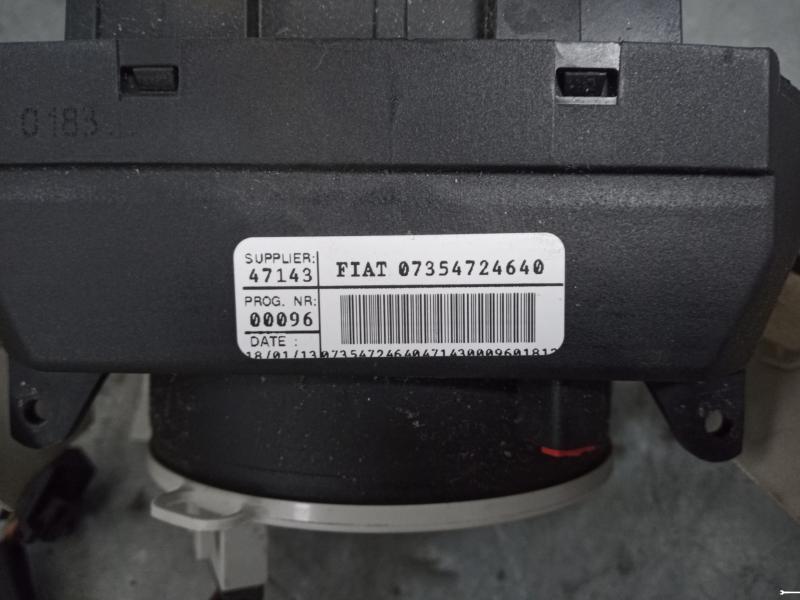 0183
SUPPLIER:
47143
FIAT 07354724640
PROG. NR:
00096
DATE :
18/01/13
0735472464047143000960181